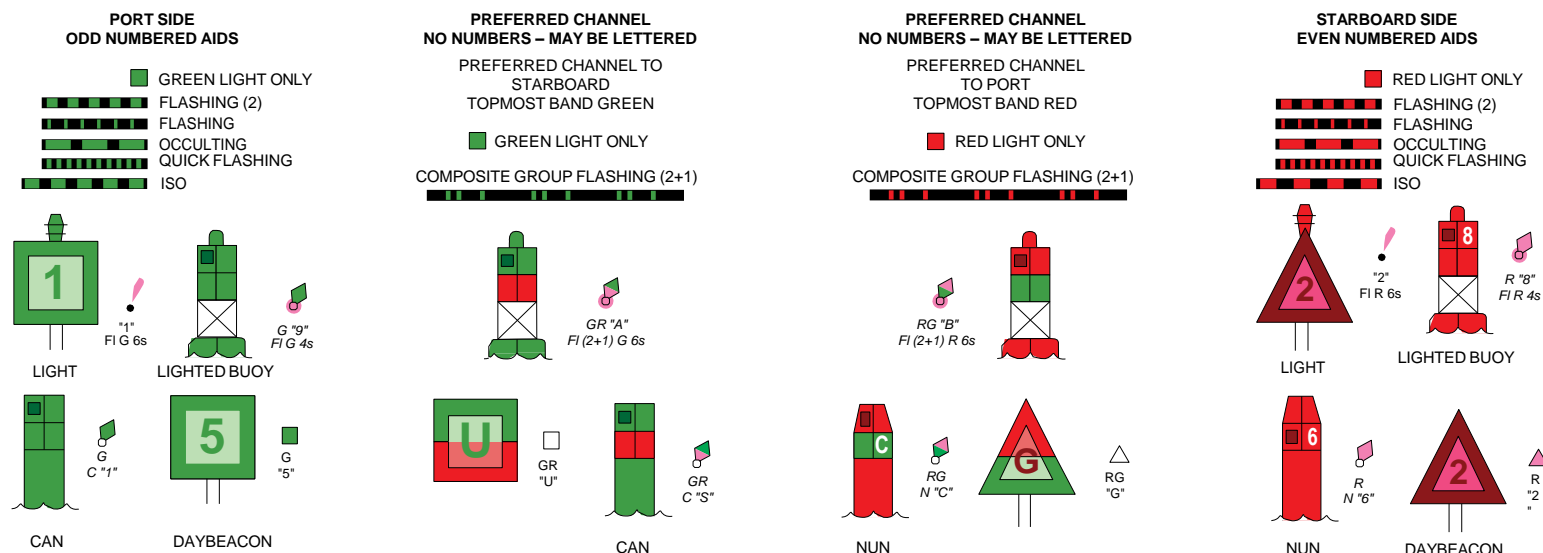 PORT SIDE
ODD NUMBERED AIDS
GREEN LIGHT ONLY
FLASHING (2)
FLASHING
OCCULTING
QUICK FLASHING
ISO
1
"1"
Fl G 6s
G "9"
Fl G 4s
LIGHT
LIGHTED BUOY
G
C "1"
5
G
"5"
CAN
DAYBEACON
PREFERRED CHANNEL
NO NUMBERS – MAY BE LETTERED
PREFERRED CHANNEL TO
STARBOARD
TOPMOST BAND GREEN
GREEN LIGHT ONLY
COMPOSITE GROUP FLASHING (2+1)
GR "A"
Fl (2+1) G 6s
U
GR
"U"
GR
C "S"
CAN
PREFERRED CHANNEL
NO NUMBERS – MAY BE LETTERED
PREFERRED CHANNEL
TO PORT
TOPMOST BAND RED
RED LIGHT ONLY
COMPOSITE GROUP FLASHING (2+1)
RG "B"
Fl (2+1) R 6s
C
RG
N "C"
G
RG
"G"
NUN
STARBOARD SIDE
EVEN NUMBERED AIDS
RED LIGHT ONLY
FLASHING (2)
FLASHING
OCCULTING
QUICK FLASHING
ISO
2
"2"
Fl R 6s
8
R "8"
Fl R 4s
LIGHT
LIGHTED BUOY
6
R
N "6"
2
R
"2
"
NUN
DAYBEACON